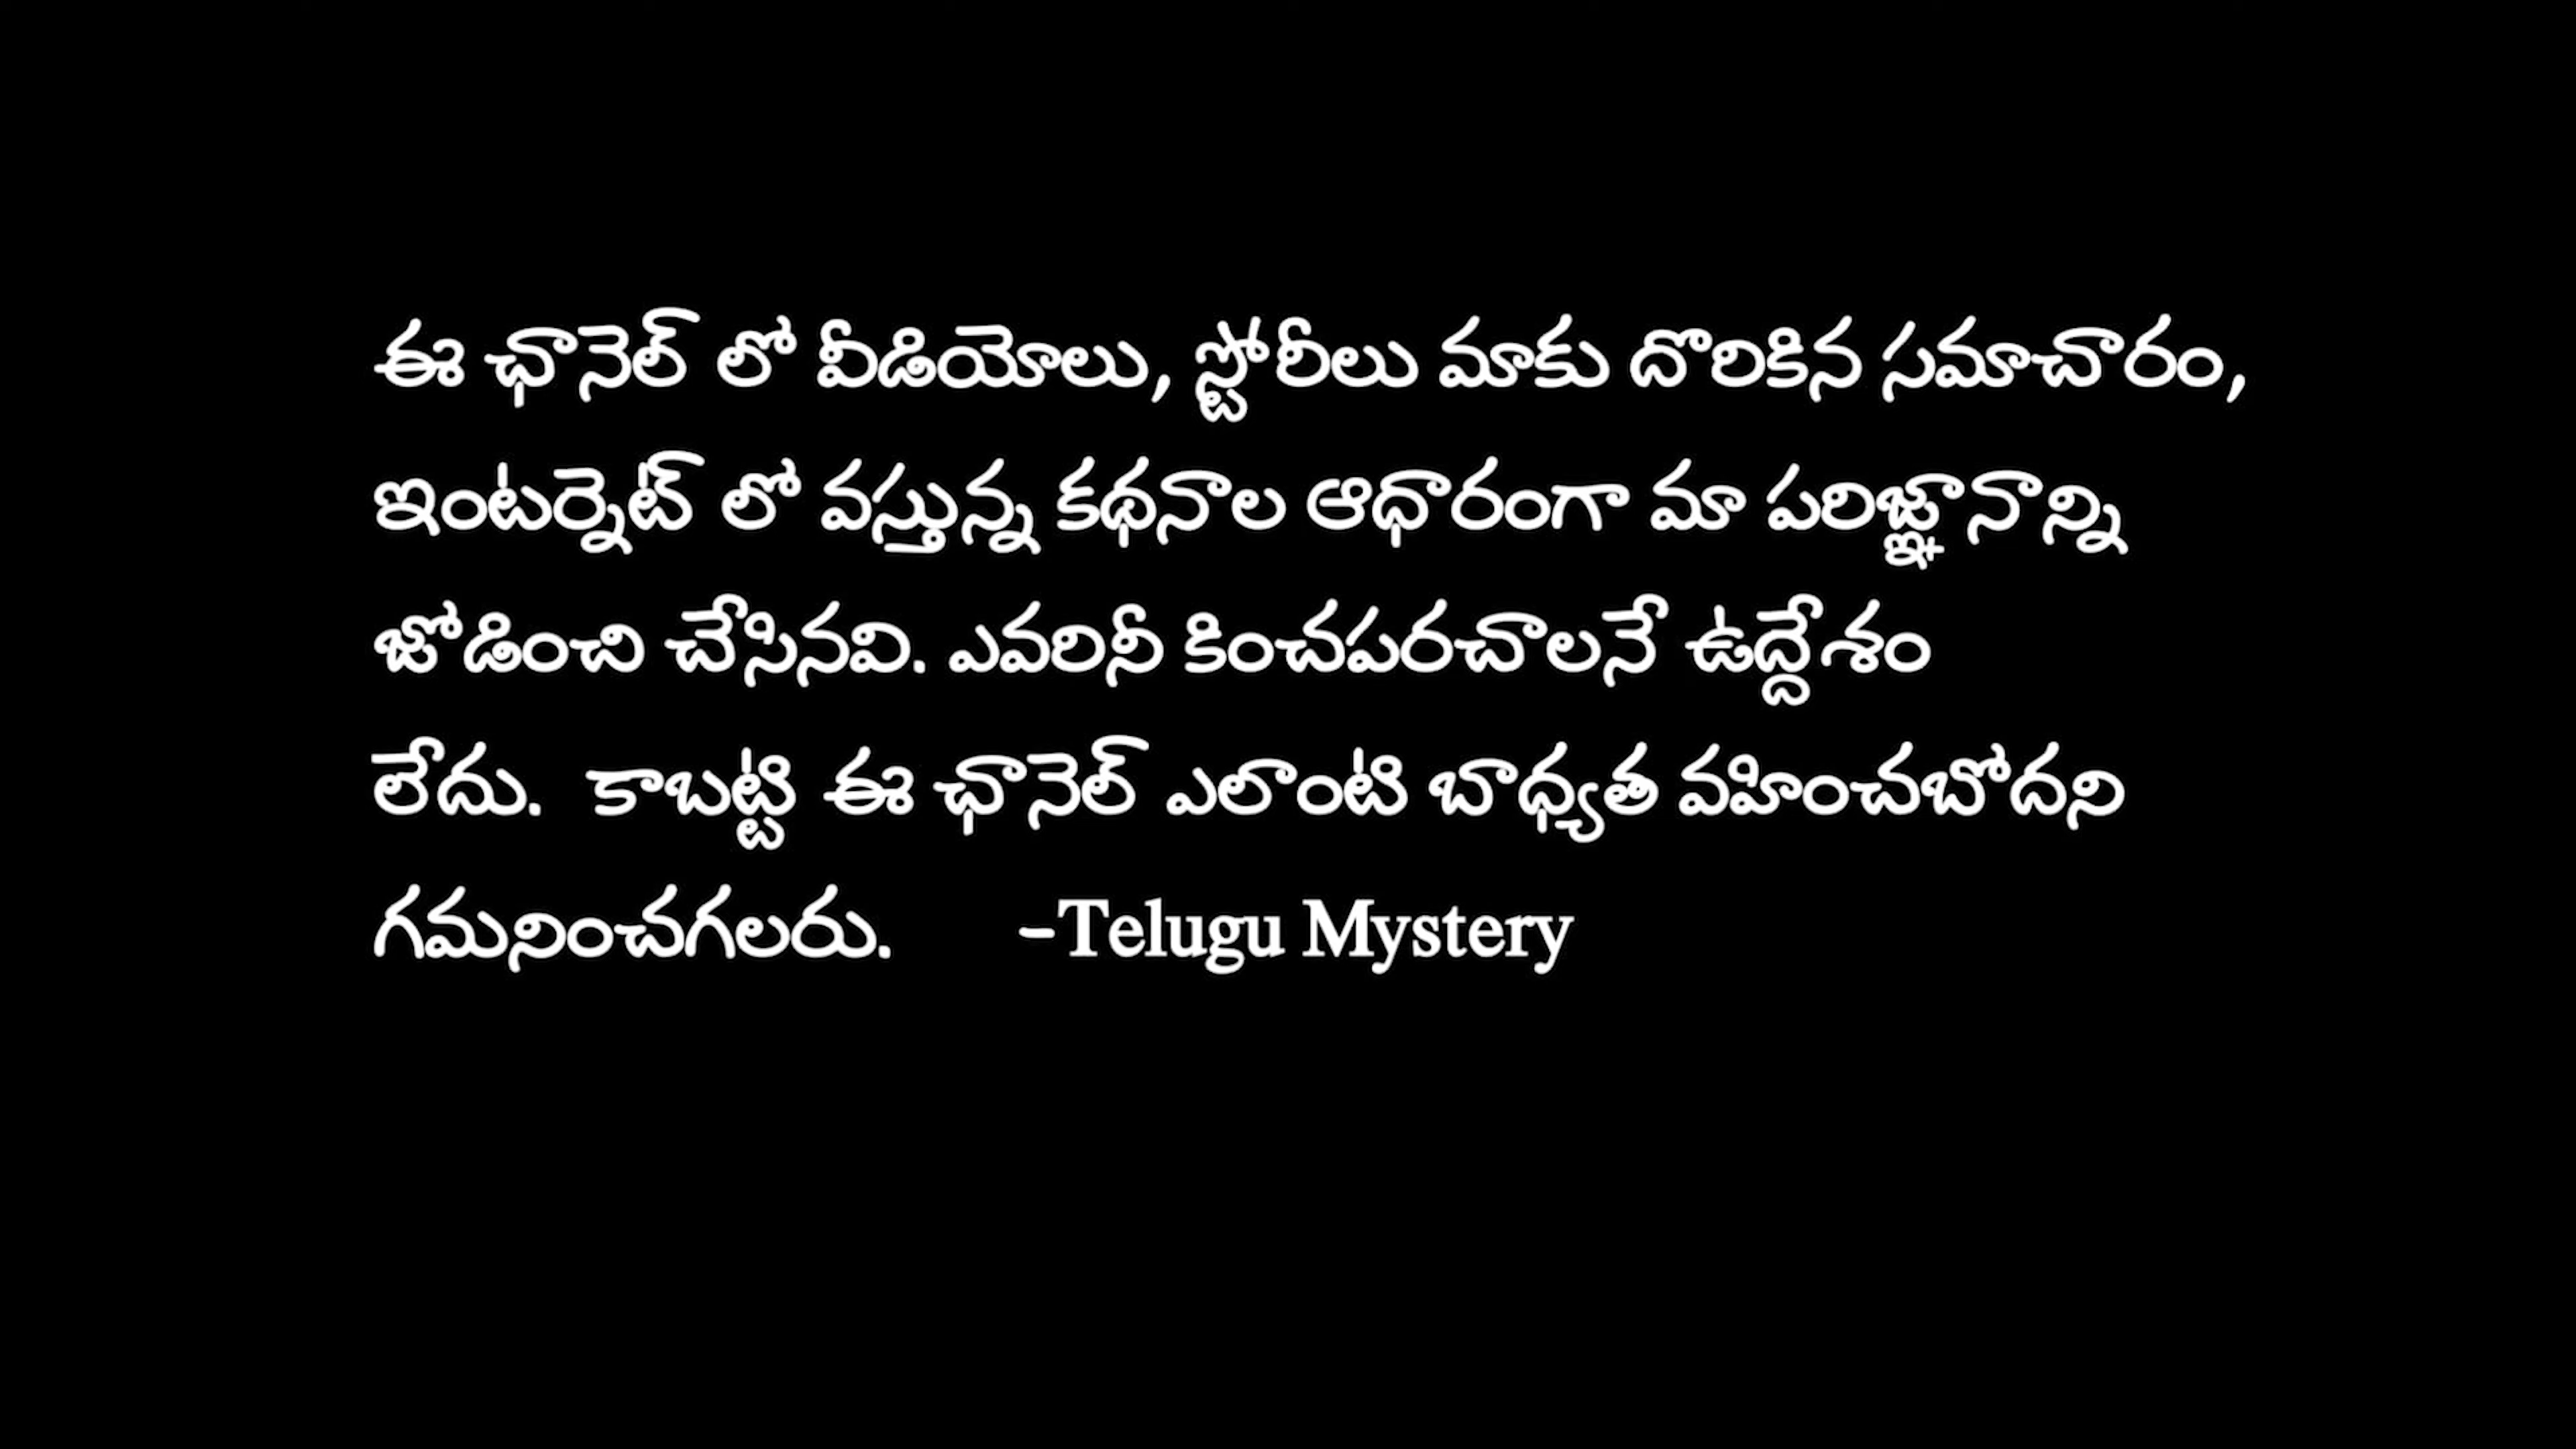 ఈ ఛానెల్ లో వీడియోలు, స్టోరీలు మాకు దొరికిన సమాచారం,
ఇంటర్నెట్ లో వస్తున్న కథనాల ఆధారంగా మా పరిజ్ఞానాన్ని
జోడించి చేసినవి. ఎవరినీ కించపరచాలనే ఉద్దేశం
లేదు. కాబట్టి ఈ ఛానెల్ ఎలాంటి బాధ్యత వహించబోదని
గమనించగలరు. -Telugu Mystery